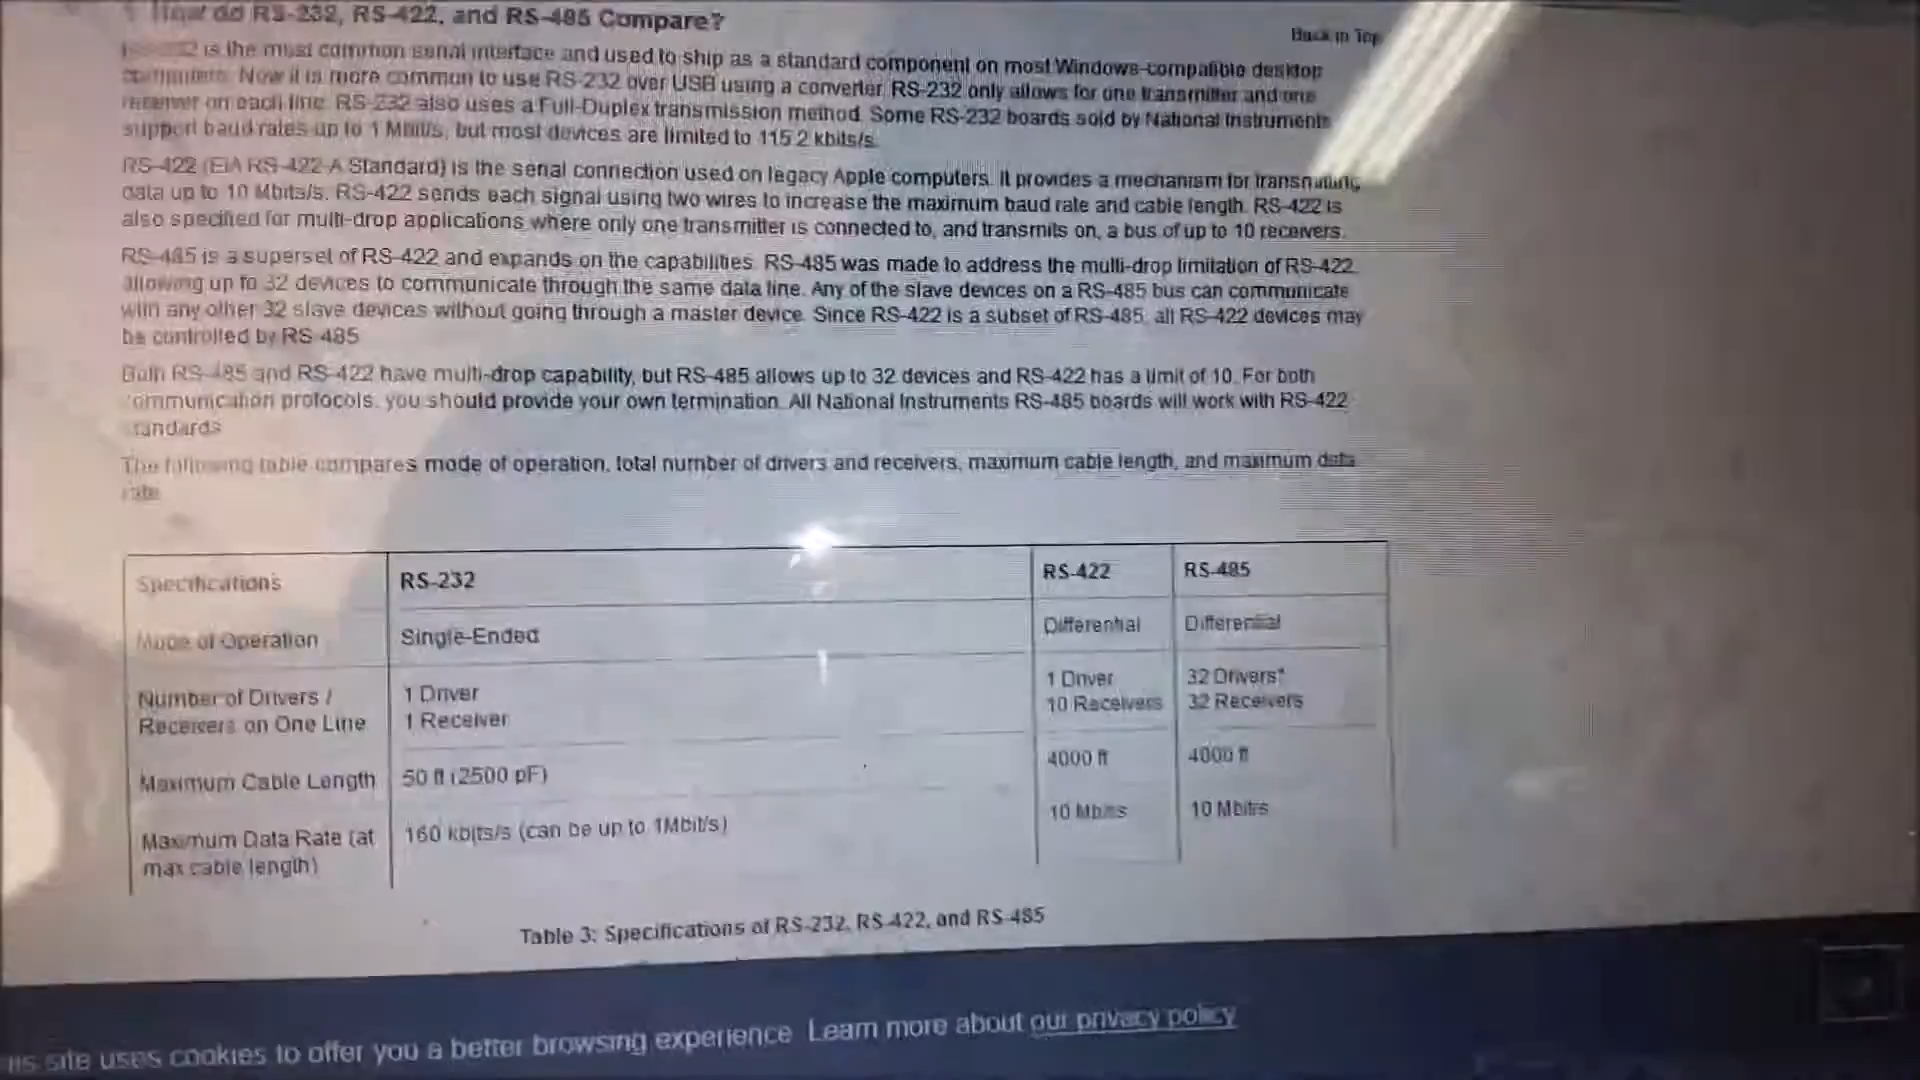 How do RS-232, RS-422, and RS-485 Compare?
Back to Top
RS-232 is the most common serial interface and used to ship as a standard component on most Windows-compatible desktop
computers. Now it is more common to use RS-232 over USB using a converter. RS-232 only allows for one transmitter and one
receiver on each line. RS-232 also uses a Full-Duplex transmission method. Some RS-232 boards sold by National Instruments
support baud rates up to 1 Mbit/s, but most devices are limited to 115.2 kbits/s.
RS-422 (EIA RS-422-A Standard) is the serial connection used on legacy Apple computers. It provides a mechanism for transmitting
data up to 10 Mbits/s. RS-422 sends each signal using two wires to increase the maximum baud rate and cable length. RS-422 is
also specified for multi-drop applications where only one transmitter is connected to, and transmits on, a bus of up to 10 receivers.
RS-485 is a superset of RS-422 and expands on the capabilities. RS-485 was made to address the multi-drop limitation of RS-422,
allowing up to 32 devices to communicate through the same data line. Any of the slave devices on a RS-485 bus can communicate
with any other 32 slave devices without going through a master device. Since RS-422 is a subset of RS-485, all RS-422 devices may
be controlled by RS-485.
Both RS-485 and RS-422 have multi-drop capability, but RS-485 allows up to 32 devices and RS-422 has a limit of 10. For both
communication protocols, you should provide your own termination. All National Instruments RS-485 boards will work with RS-422
standards.
The following table compares mode of operation, total number of drivers and receivers, maximum cable length, and maximum data
rate.
Specifications RS-232 RS-422 RS-485
Mode of Operation Single-Ended Differential Differential
Number of Drivers / 1 Driver 1 Driver 32 Drivers*
Receivers on One Line 1 Receiver 10 Receivers 32 Receivers
Maximum Cable Length 50 ft (2500 pF) 4000 ft 4000 ft
Maximum Data Rate (at 160 kbits/s (can be up to 1Mbit/s) 10 Mbit/s 10 Mbit/s
max cable length)
Table 3: Specifications of RS-232, RS-422, and RS-485
his site uses cookies to offer you a better browsing experience. Learn more about our privacy policy